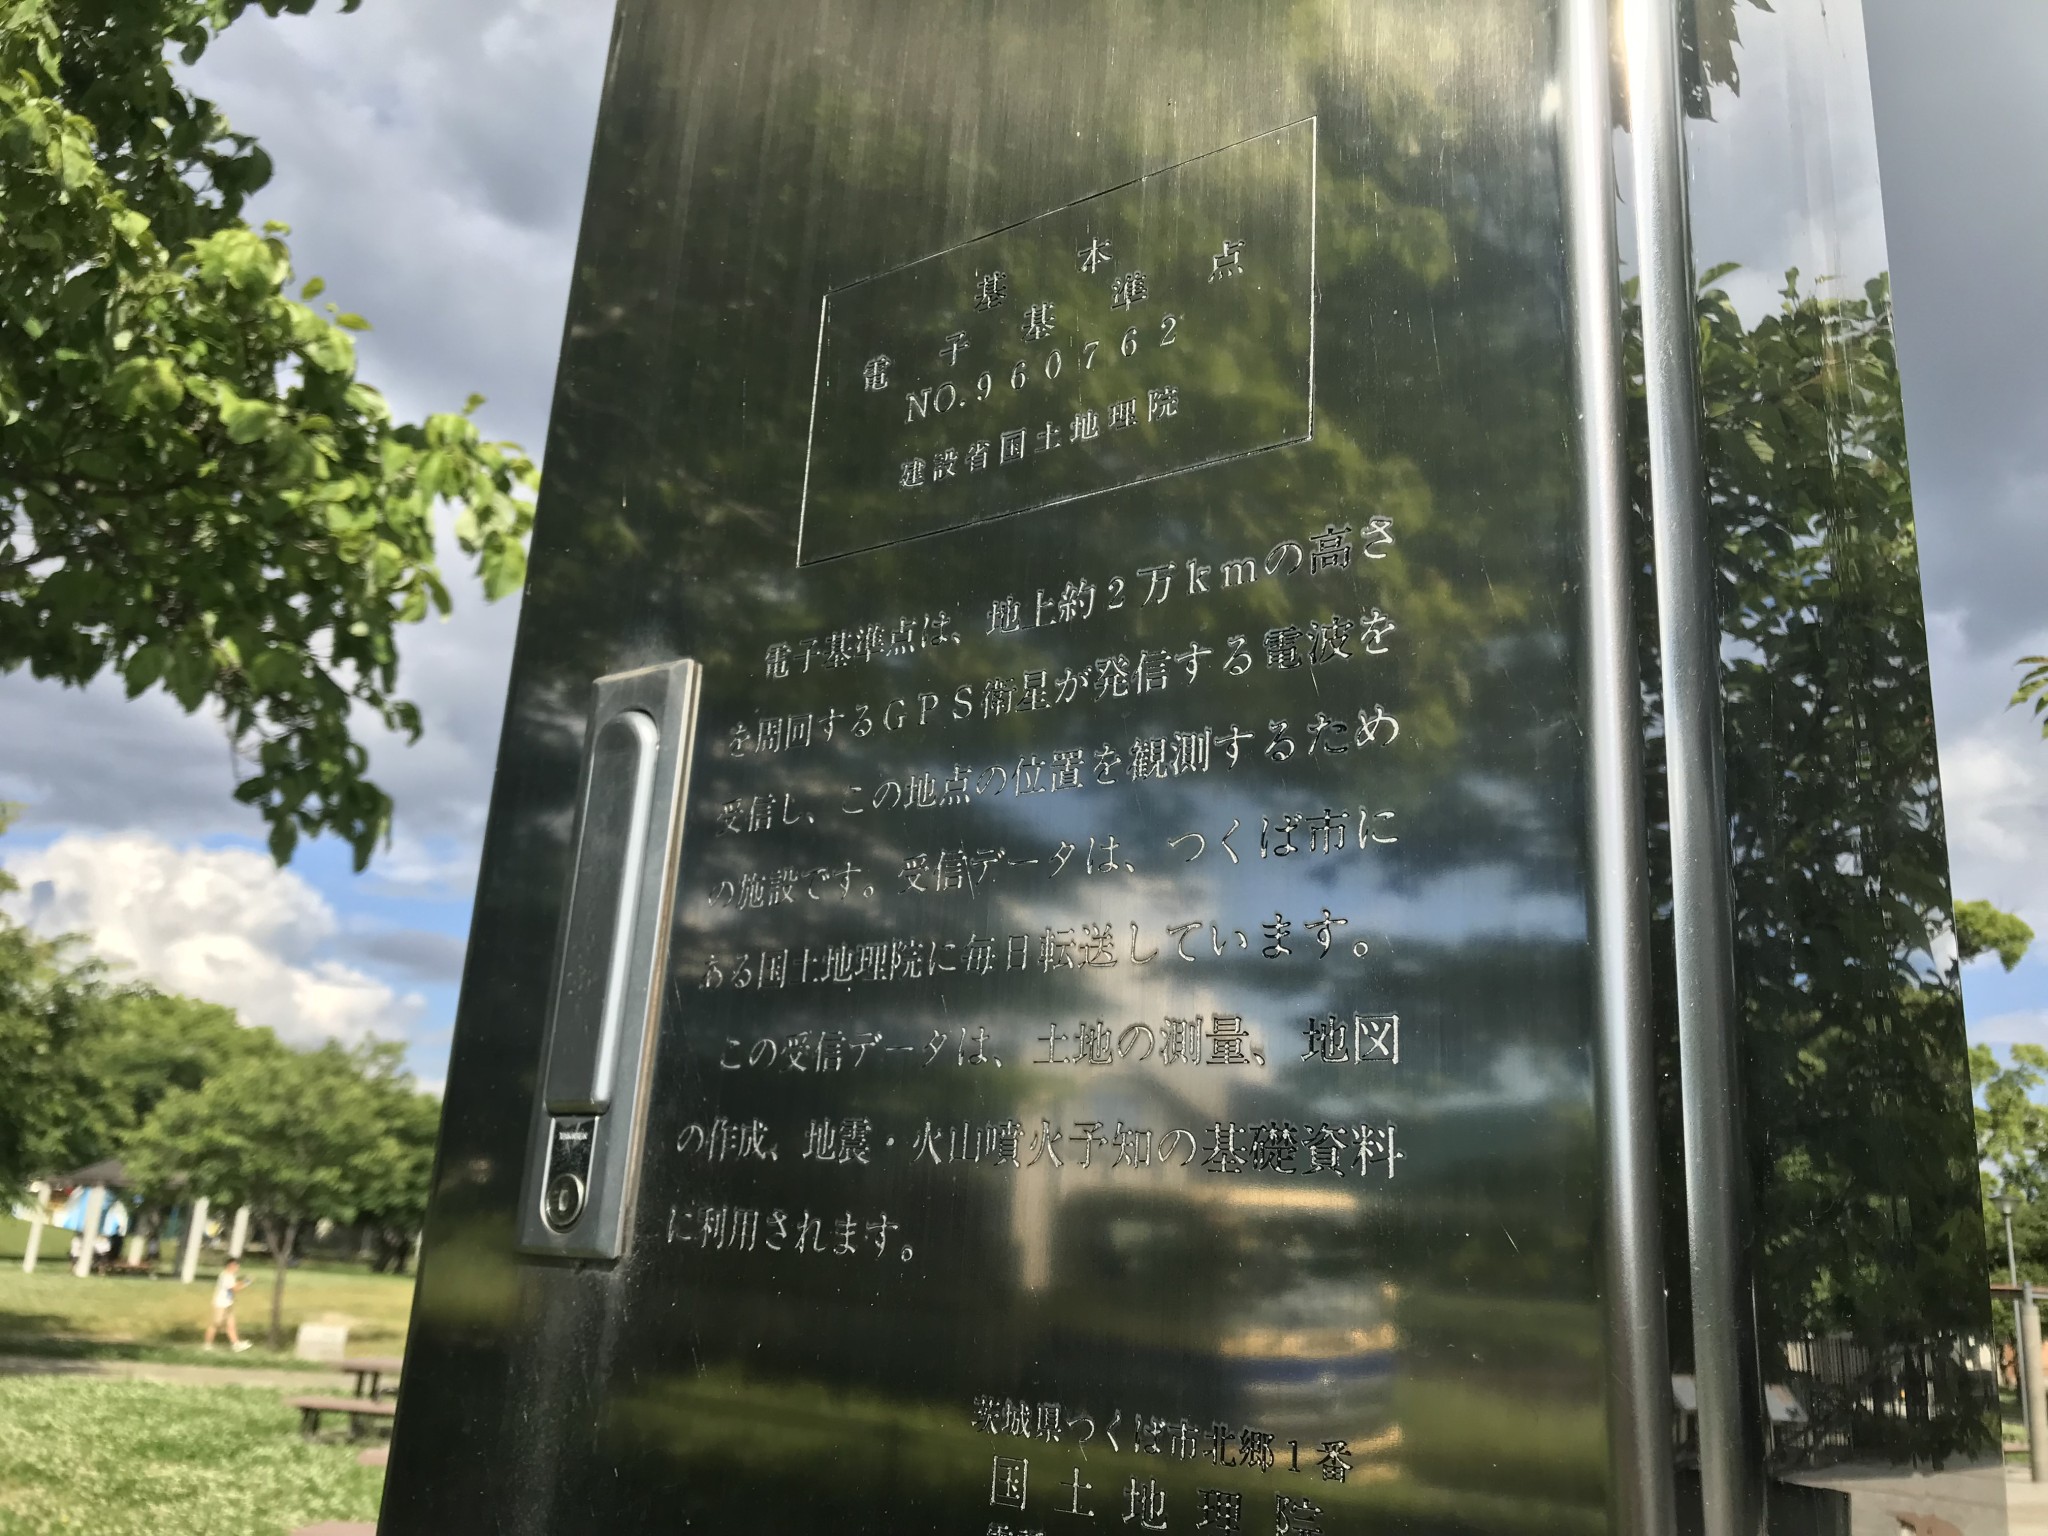 基本
電子基準点
NO.960762
建設省国土地理院
電子基準点は、地上約2万kmの高さ
を周回するGPS衛星が発信する電波を
受信し、この地点の位置を観測するため
の施設です。受信データは、つくば市に
ある国土地理院に毎日転送しています。
この受信データは、土地の測量、地図
の作成、地震・火山噴火予知の基礎資料
に利用されます。
茨城県つくば市北郷1番
国土地理院